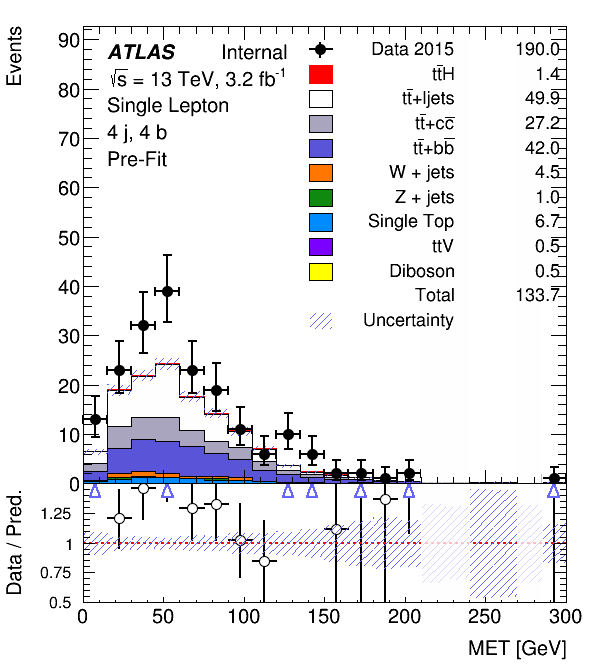 Events
90
80
70
60
50
40
30
20
10
0
ATLAS Internal
√s = 13 TeV, 3.2 fb⁻¹
Single Lepton
4 j, 4 b
Pre-Fit
Data 2015 190.0
tt̄H 1.4
tt̄+ljets 49.9
tt̄+cc̄ 27.2
tt̄+bb̄ 42.0
W + jets 4.5
Z + jets 1.0
Single Top 6.7
ttV 0.5
Diboson 0.5
Total 133.7
Uncertainty
Data / Pred.
1.25
1
0.75
0.5
0 50 100 150 200 250 300
MET [GeV]